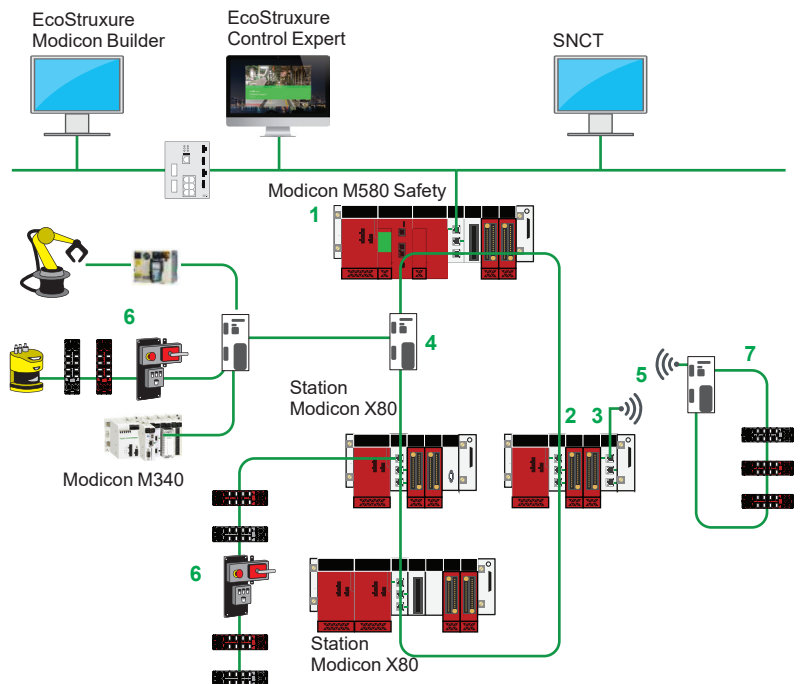 EcoStruxure
Modicon Builder
EcoStruxure
Control Expert
SNCT
Modicon M580 Safety
1
6
4
5
7
Station
Modicon X80
2
3
Modicon M340
6
Station
Modicon X80